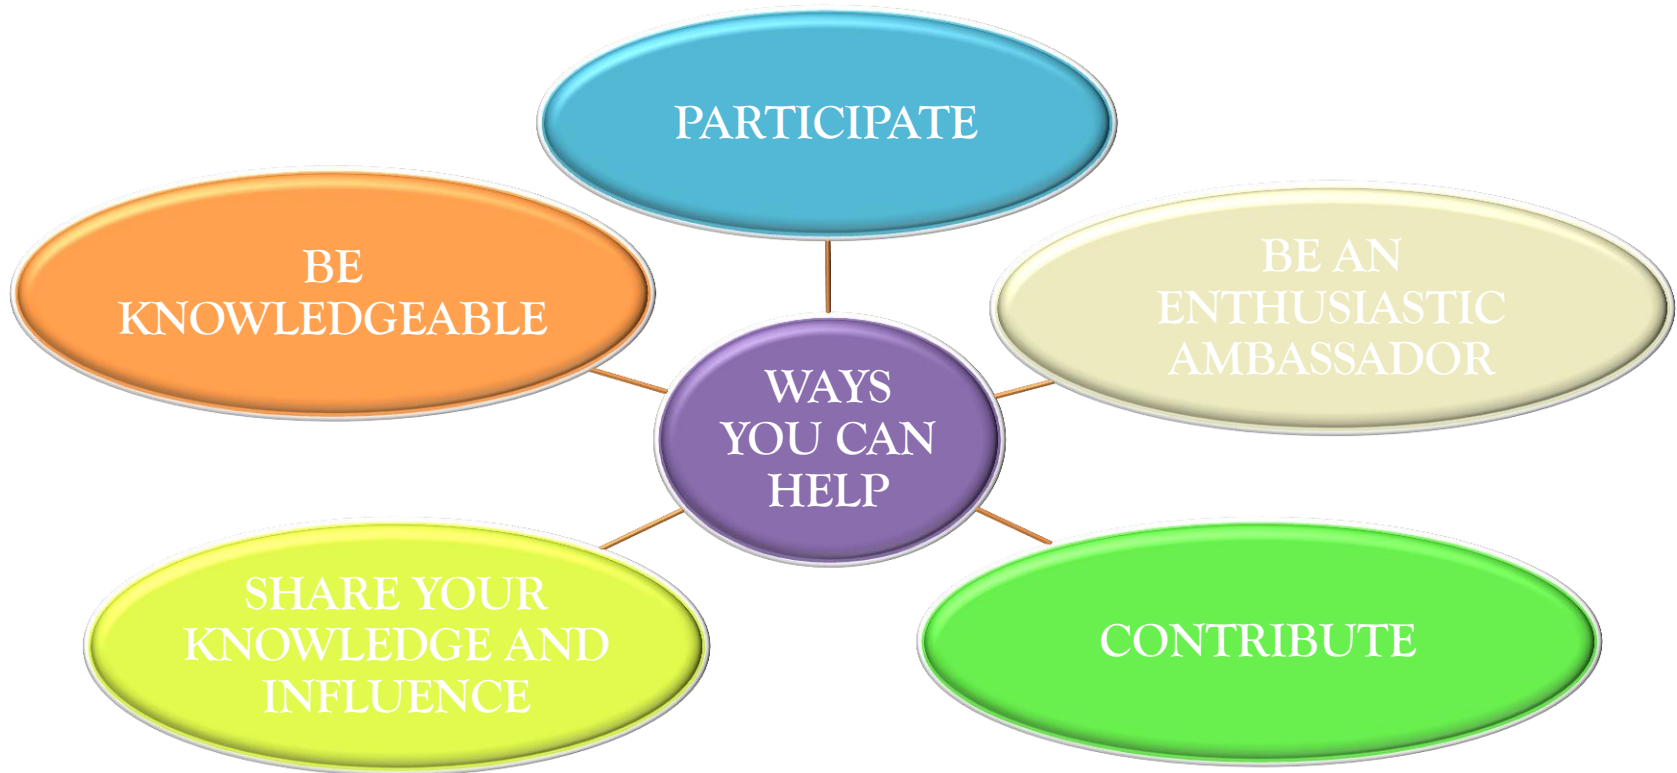 PARTICIPATE
BE
KNOWLEDGEABLE
BE AN
ENTHUSIASTIC
AMBASSADOR
WAYS
YOU CAN
HELP
SHARE YOUR
KNOWLEDGE AND
INFLUENCE
CONTRIBUTE